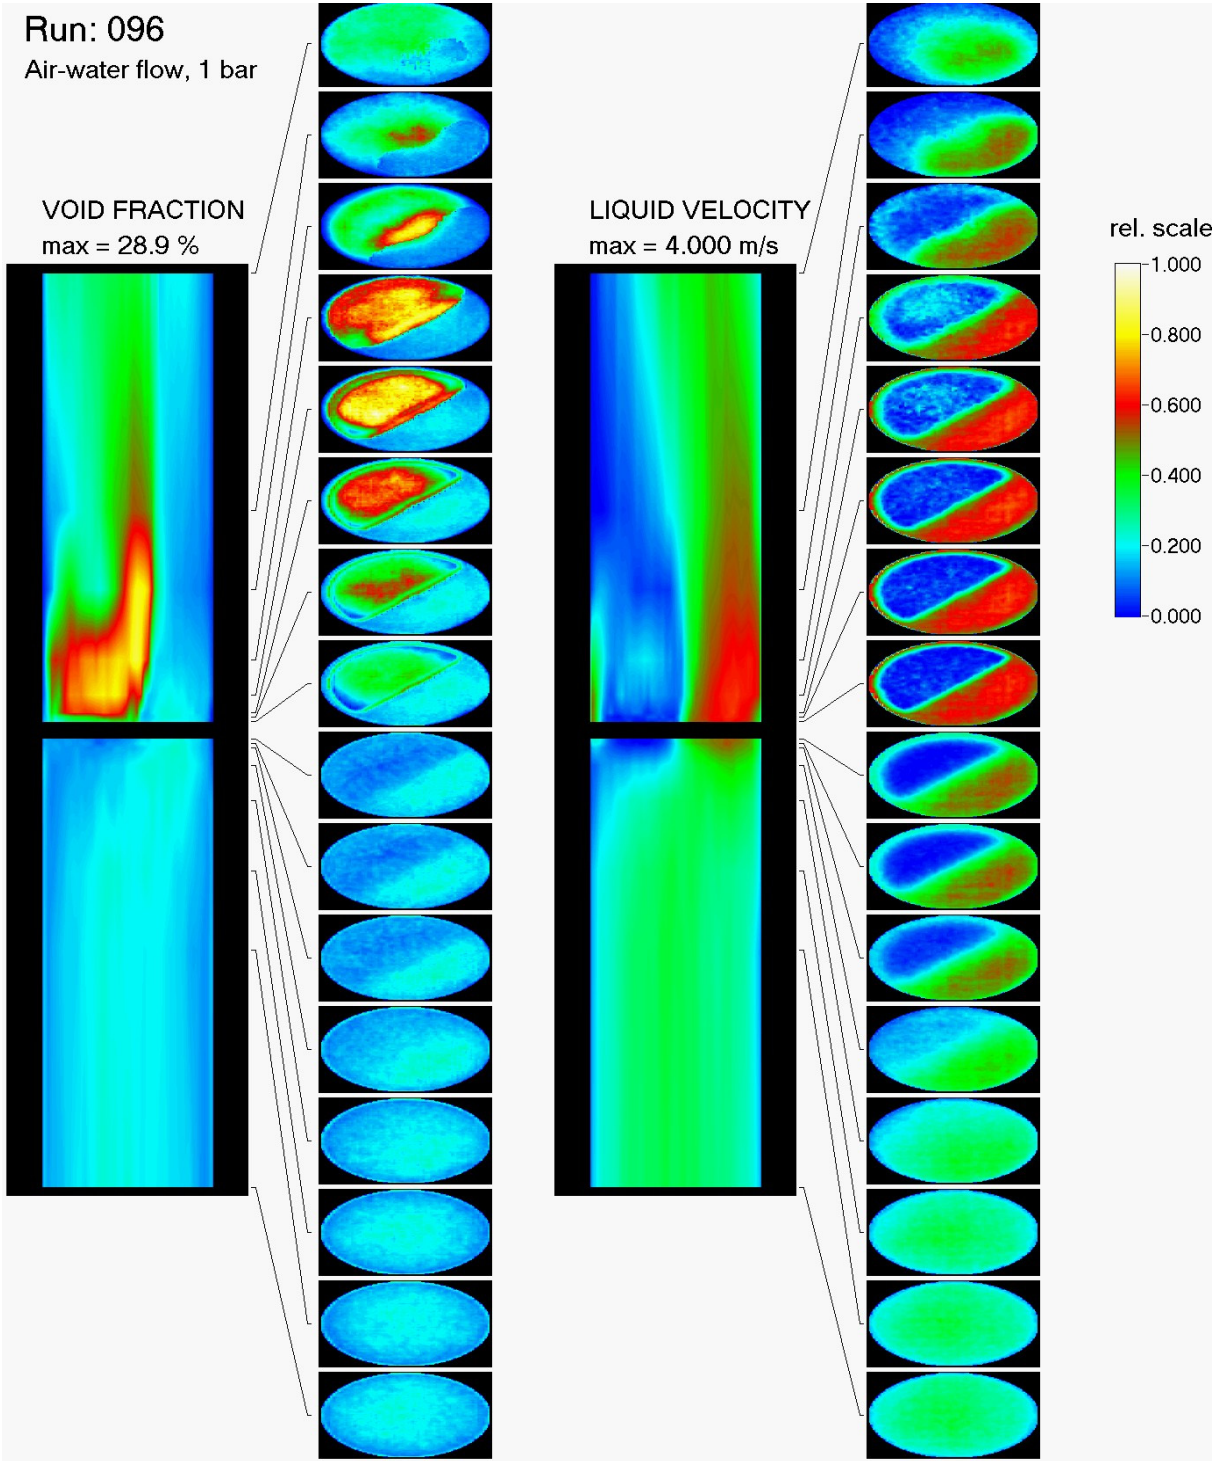 Run: 096
Air-water flow, 1 bar
VOID FRACTION
max = 28.9 %
LIQUID VELOCITY
max = 4.000 m/s
rel. scale
1.000
0.800
0.600
0.400
0.200
0.000